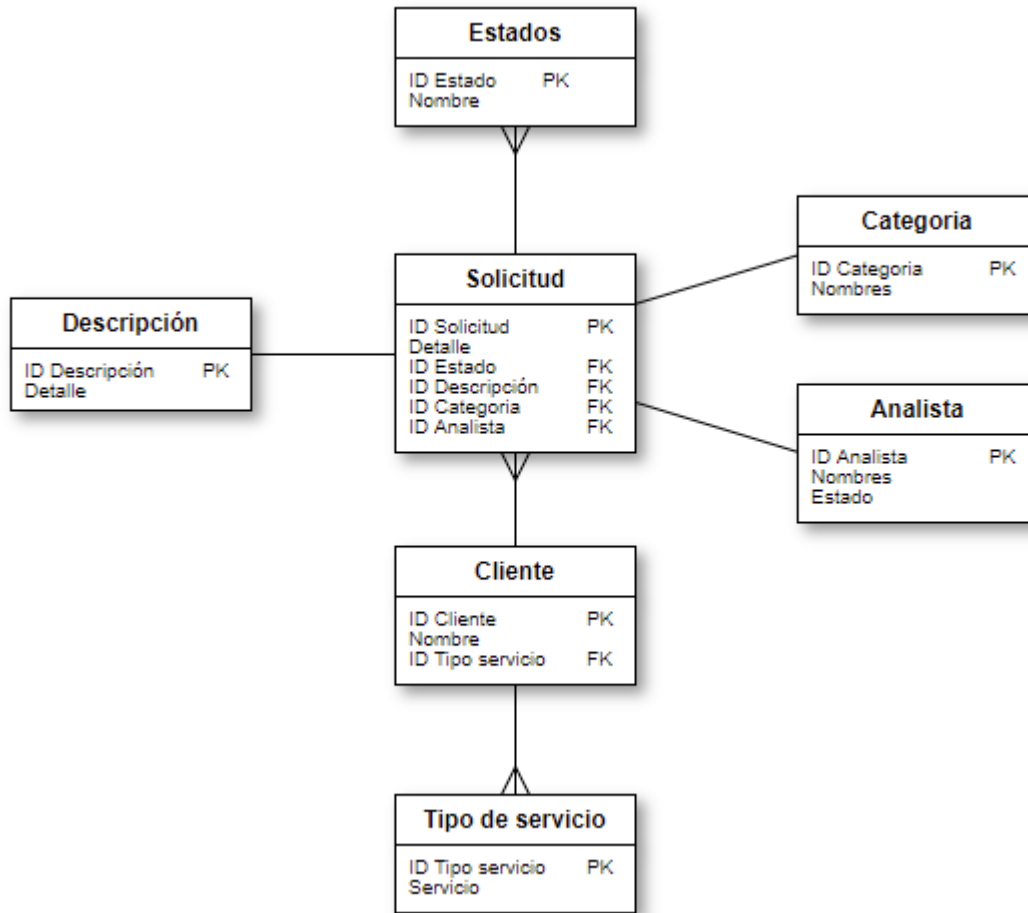 Estados
ID Estado PK
Nombre
Categoria
ID Categoria PK
Nombres
Solicitud
ID Solicitud PK
Detalle
ID Estado FK
ID Descripción FK
ID Categoria FK
ID Analista FK
Descripción
ID Descripción PK
Detalle
Analista
ID Analista PK
Nombres
Estado
Cliente
ID Cliente PK
Nombre
ID Tipo servicio FK
Tipo de servicio
ID Tipo servicio PK
Servicio